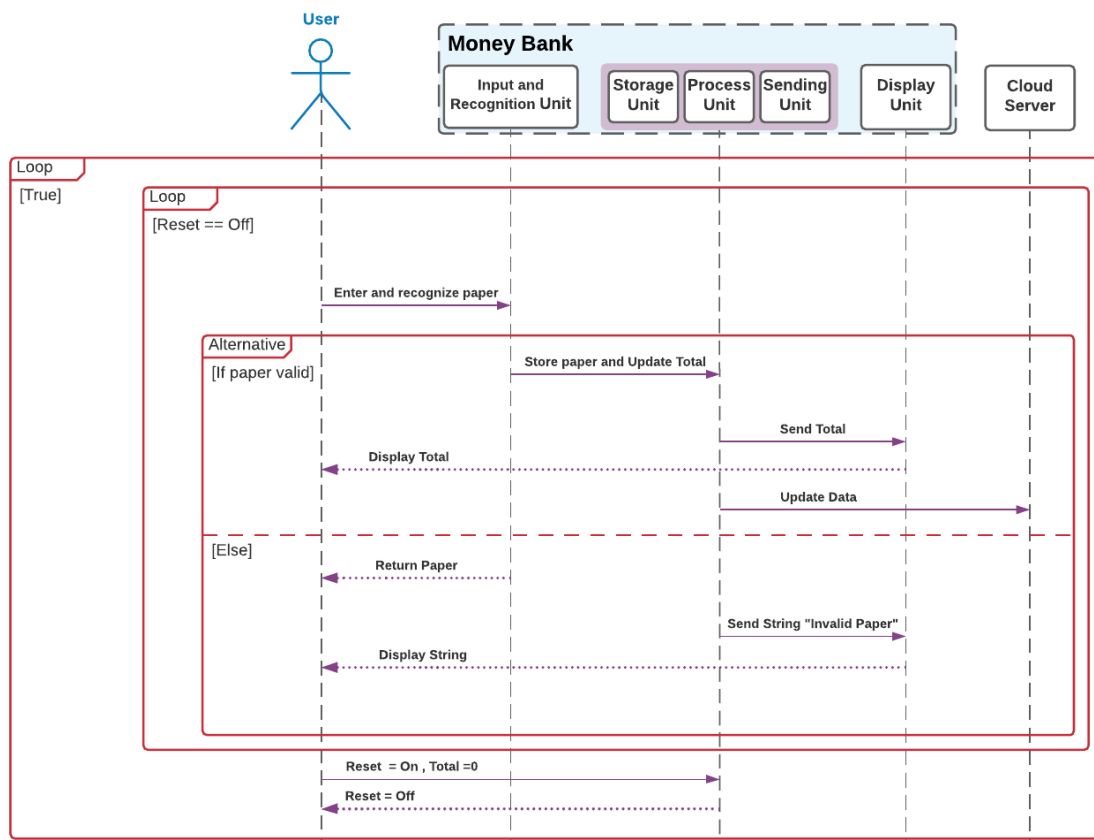 User
Money Bank
Input and
Recognition Unit
Storage
Unit
Process
Unit
Sending
Unit
Display
Unit
Cloud
Server
Loop
[True]
Loop
[Reset == Off]
Enter and recognize paper
Alternative
[If paper valid]
Store paper and Update Total
Send Total
Display Total
Update Data
[Else]
Return Paper
Send String "Invalid Paper"
Display String
Reset = On , Total =0
Reset = Off